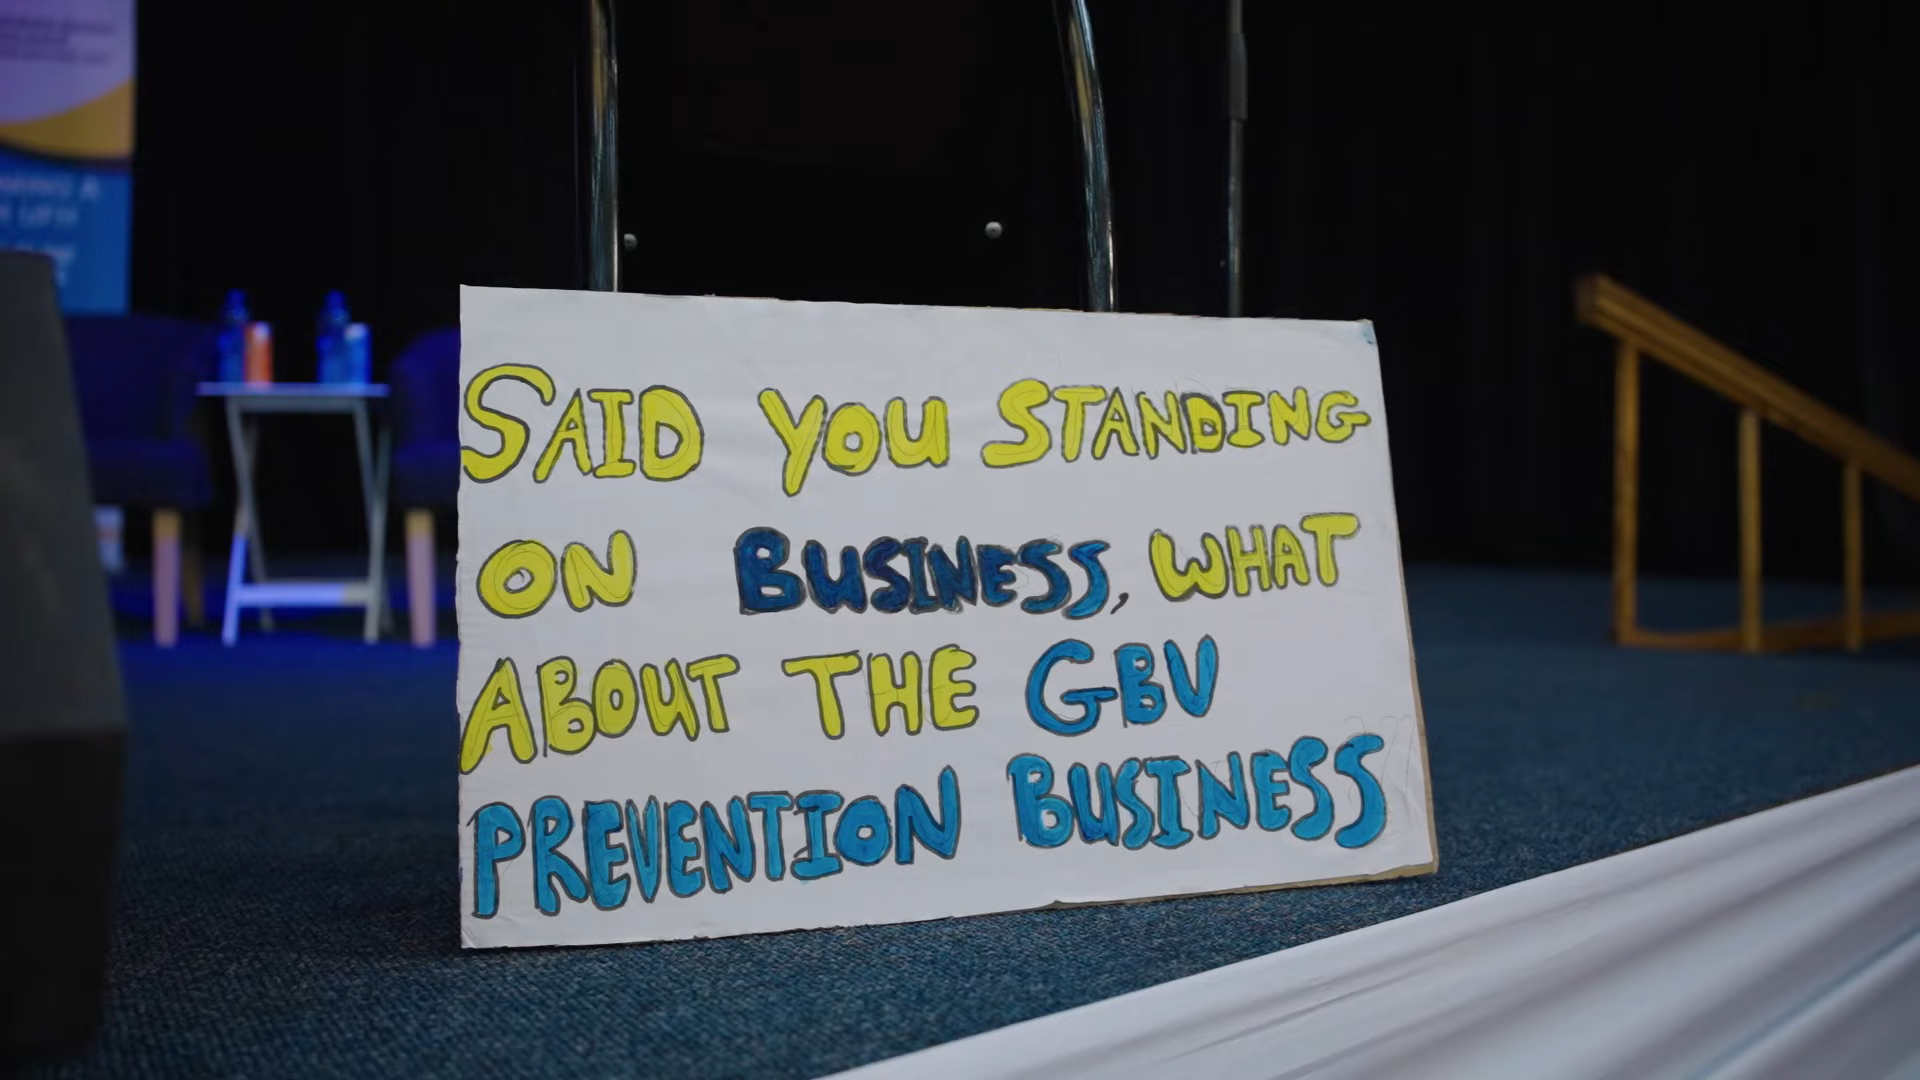 SAID YOU STANDING
ON BUSINESS, WHAT
ABOUT THE GBV
PREVENTION BUSINESS